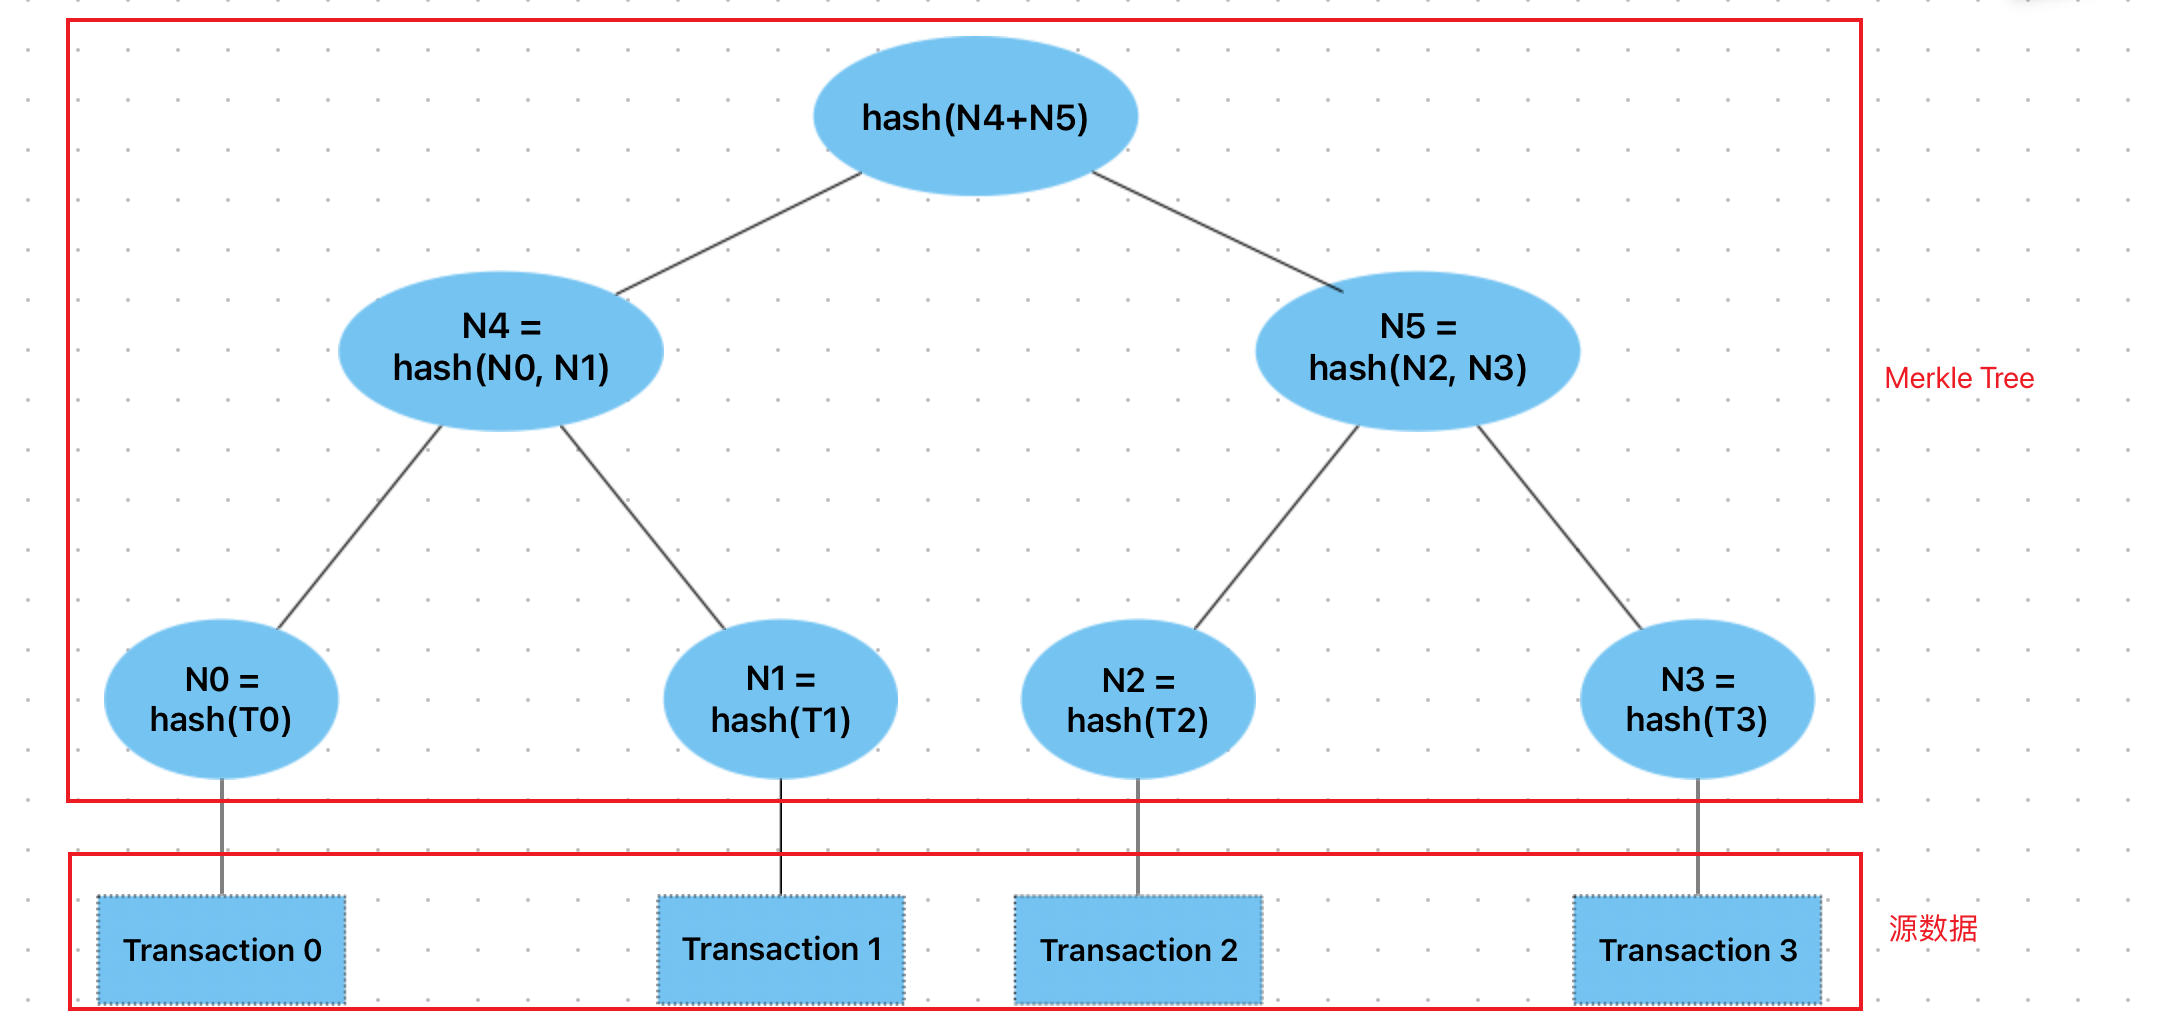 hash(N4+N5)
N4 =
hash(N0, N1)
N5 =
hash(N2, N3)
Merkle Tree
N0 =
hash(T0)
N1 =
hash(T1)
N2 =
hash(T2)
N3 =
hash(T3)
Transaction 0
Transaction 1
Transaction 2
Transaction 3
源数据